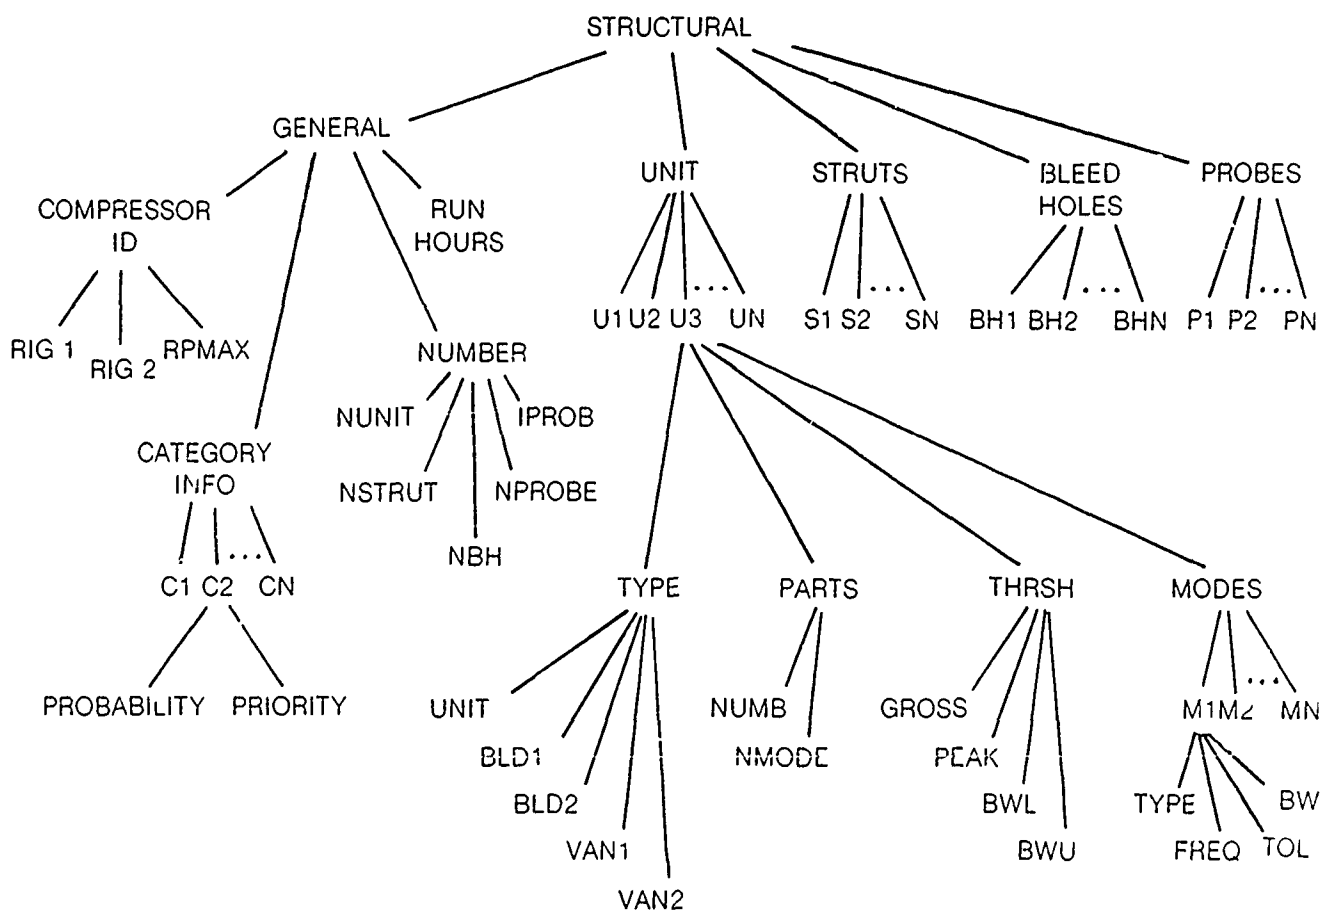 STRUCTURAL
GENERAL
UNIT STRUTS BLEED PROBES
HOLES
COMPRESSOR RUN
ID HOURS
... ... ... ...
U1 U2 U3 UN S1 S2 SN BH1 BH2 BHN P1 P2 PN
RIG 1 RIG 2 RPMAX NUMBER
NUNIT IPROB
CATEGORY
INFO NSTRUT NPROBE
...
NBH
C1 C2 CN TYPE PARTS THRSH MODES
...
PROBABILITY PRIORITY UNIT NUMB GROSS M1 M2 MN
BLD1 NMODE PEAK
BLD2 BWL TYPE BW
VAN1 BWU FREQ TOL
VAN2